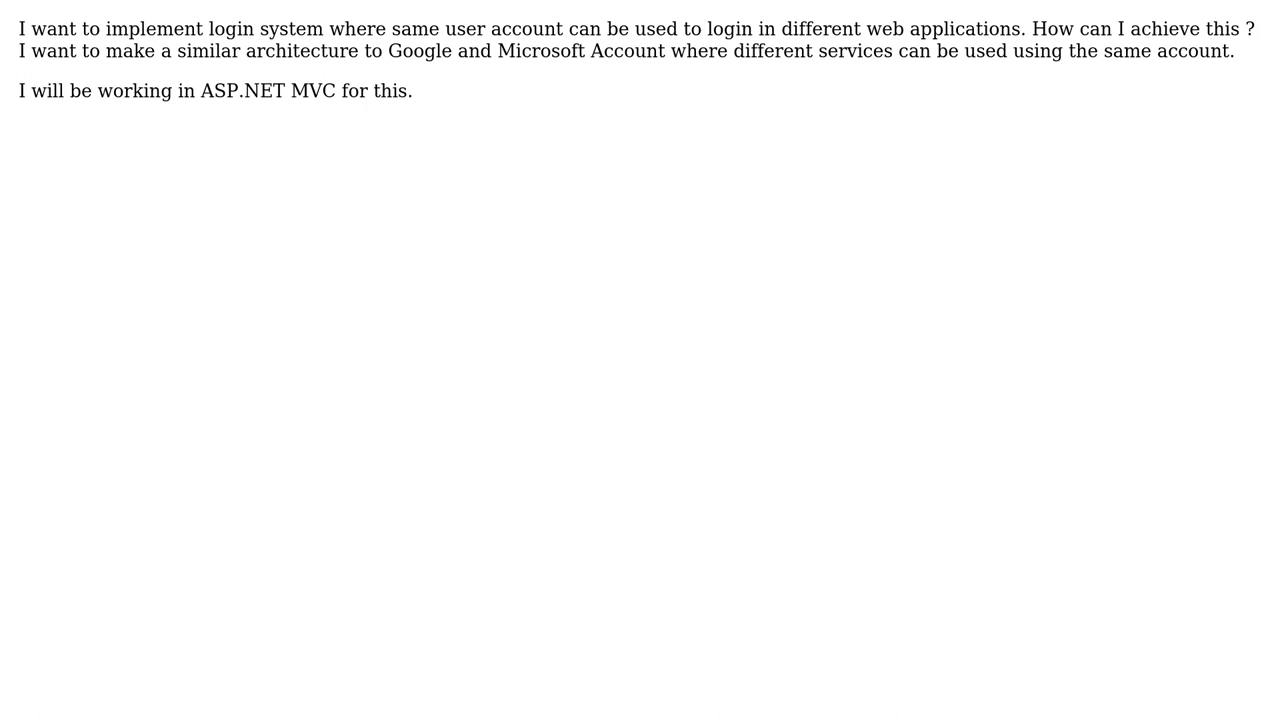 I want to implement login system where same user account can be used to login in different web applications. How can I achieve this ?
I want to make a similar architecture to Google and Microsoft Account where different services can be used using the same account.
I will be working in ASP.NET MVC for this.